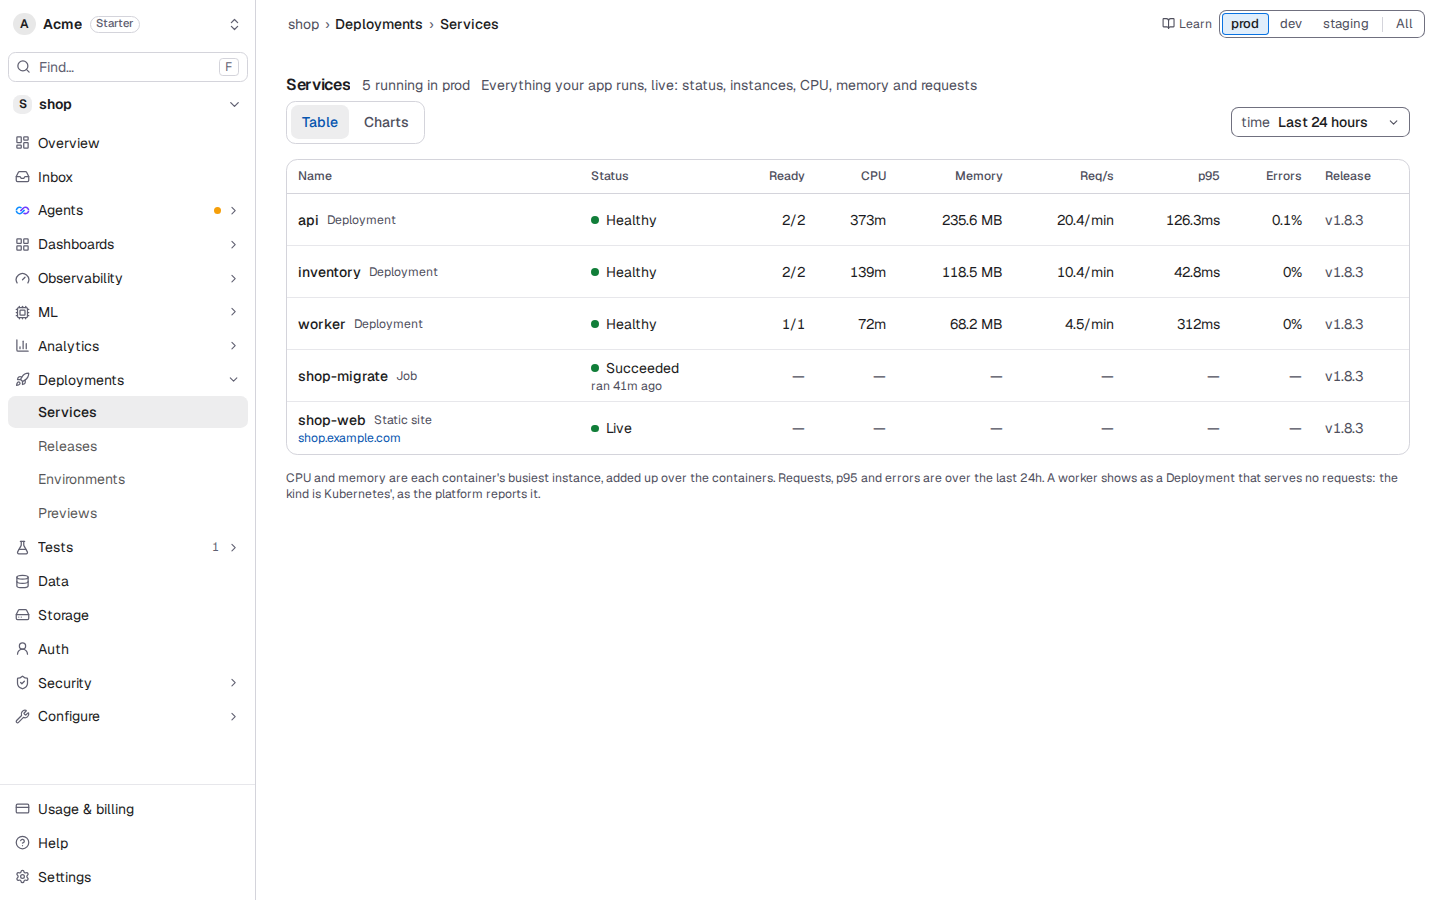 A Acme Starter
Find... F
S shop
Overview
Inbox
Agents
Dashboards
Observability
ML
Analytics
Deployments
Services
Releases
Environments
Previews
Tests 1
Data
Storage
Auth
Security
Configure
Usage & billing
Help
Settings
shop › Deployments › Services
Learn prod dev staging All
Services 5 running in prod Everything your app runs, live: status, instances, CPU, memory and requests
Table Charts
time Last 24 hours
Name Status Ready CPU Memory Req/s p95 Errors Release
api Deployment Healthy 2/2 373m 235.6 MB 20.4/min 126.3ms 0.1% v1.8.3
inventory Deployment Healthy 2/2 139m 118.5 MB 10.4/min 42.8ms 0% v1.8.3
worker Deployment Healthy 1/1 72m 68.2 MB 4.5/min 312ms 0% v1.8.3
shop-migrate Job Succeeded — — — — — — v1.8.3
ran 41m ago
shop-web Static site Live — — — — — — v1.8.3
shop.example.com
CPU and memory are each container's busiest instance, added up over the containers. Requests, p95 and errors are over the last 24h. A worker shows as a Deployment that serves no requests: the
kind is Kubernetes', as the platform reports it.